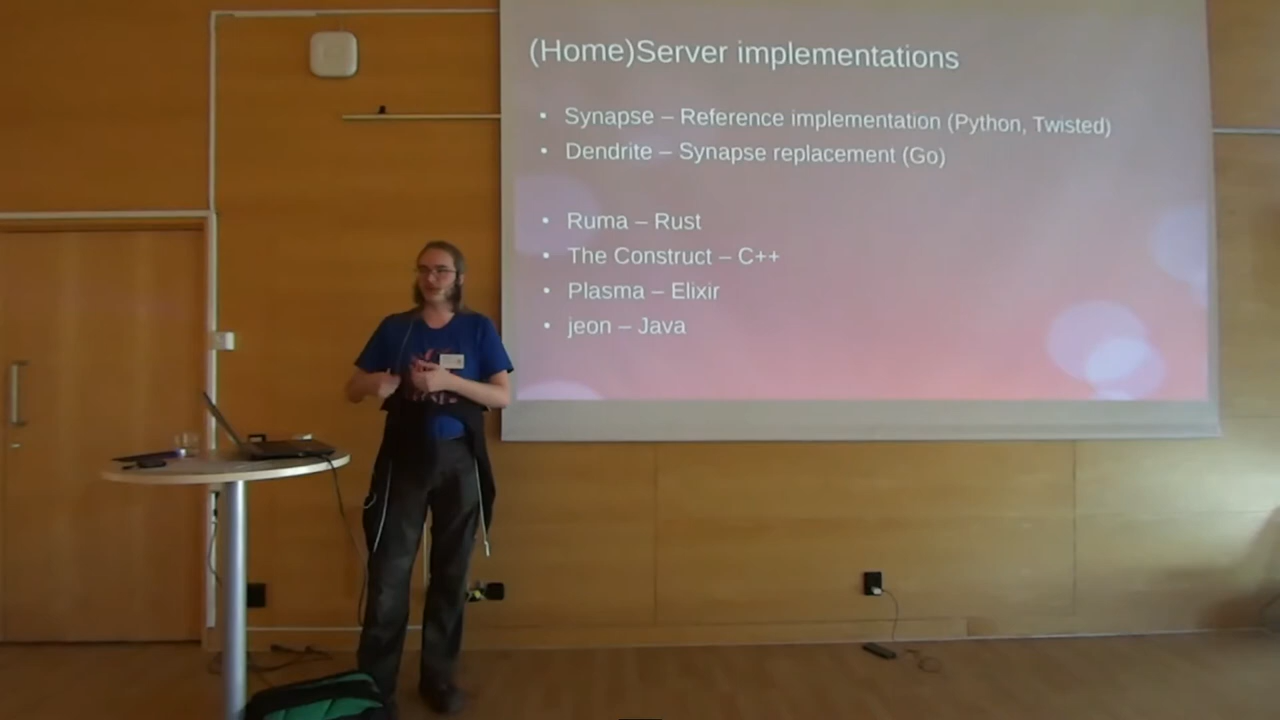 (Home)Server implementations
• Synapse – Reference implementation (Python, Twisted)
• Dendrite – Synapse replacement (Go)
• Ruma – Rust
• The Construct – C++
• Plasma – Elixir
• jeon – Java